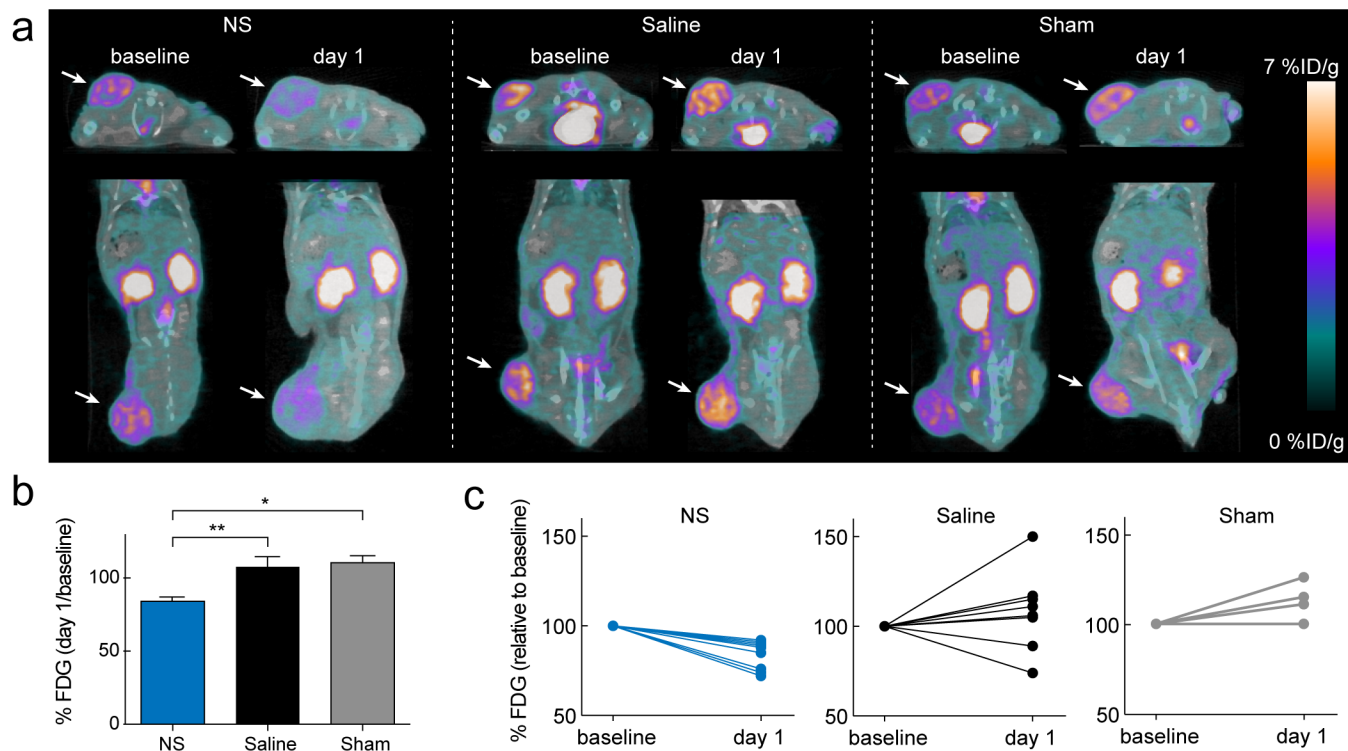 a
NS
Saline
Sham
baseline
day 1
baseline
day 1
baseline
day 1
7 %ID/g
0 %ID/g
b
% FDG (day 1/baseline)
100
50
0
**
*
NS
Saline
Sham
c
% FDG (relative to baseline)
NS
150
100
50
baseline
day 1
Saline
150
100
50
baseline
day 1
Sham
150
100
50
baseline
day 1